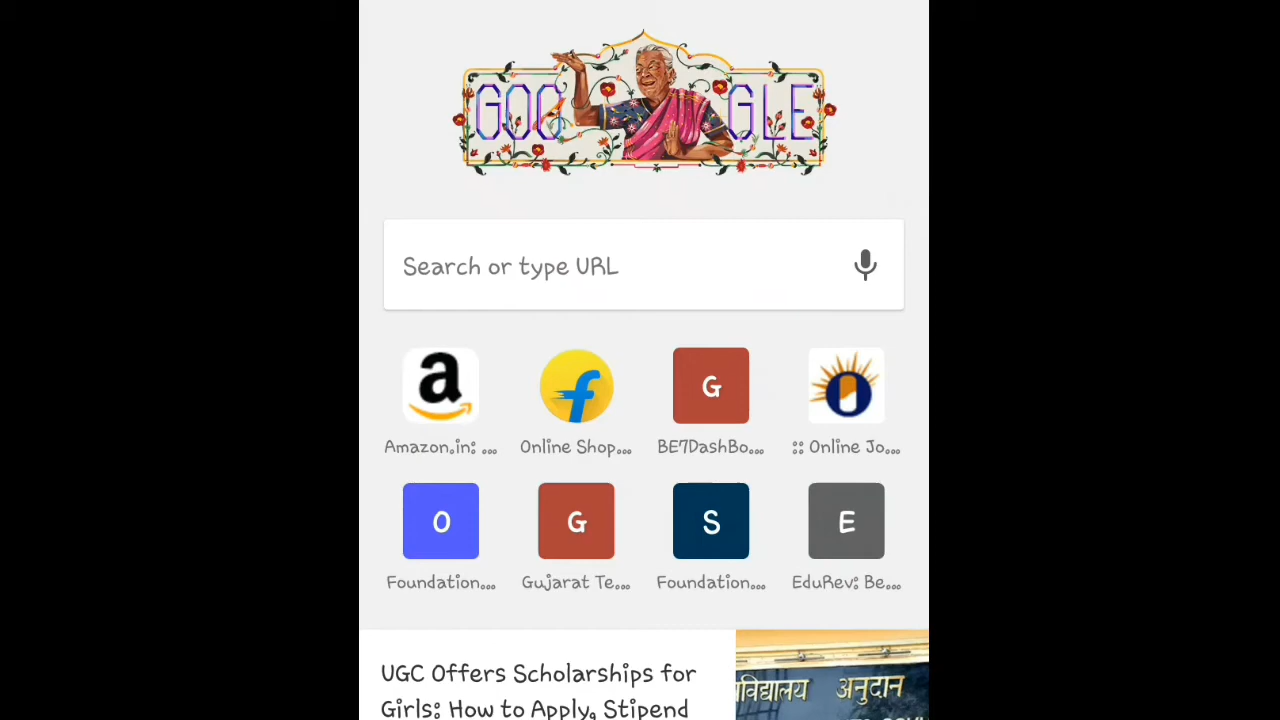 GOOGLE
Search or type URL
a
f
G
Amazon.in: ...
Online Shop...
BE7DashBo...
:: Online Jo...
O
G
S
E
Foundation...
Gujarat Te...
Foundation...
EduRev: Be...
UGC Offers Scholarships for
Girls: How to Apply, Stipend
विद्यालय अनुदान